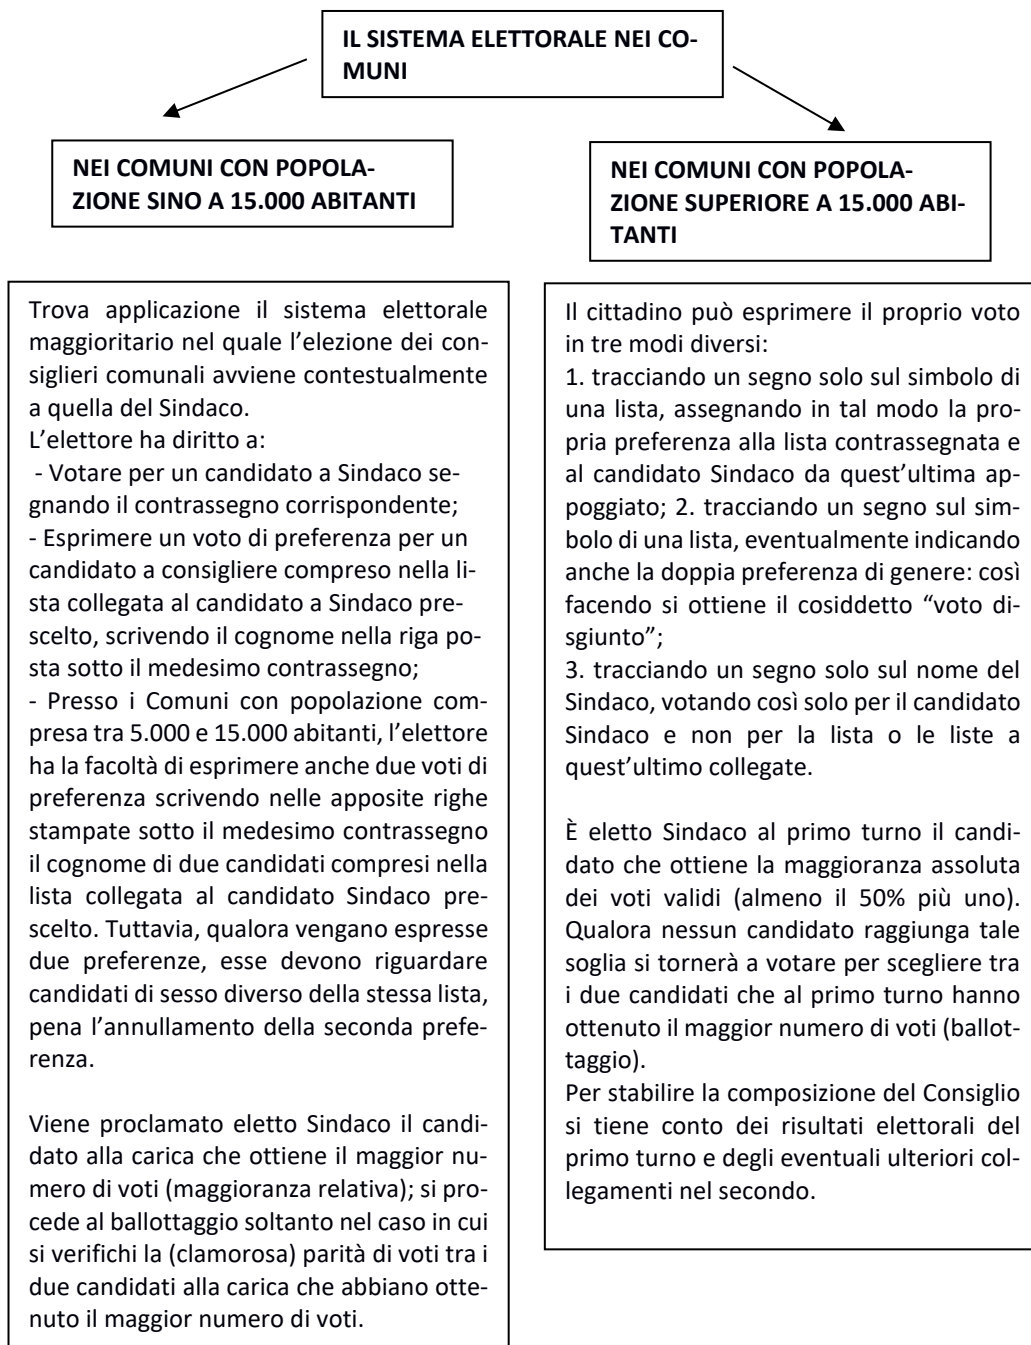 IL SISTEMA ELETTORALE NEI CO-
MUNI
NEI COMUNI CON POPOLA-
ZIONE SINO A 15.000 ABITANTI
NEI COMUNI CON POPOLA-
ZIONE SUPERIORE A 15.000 ABI-
TANTI
Trova applicazione il sistema elettorale
maggioritario nel quale l’elezione dei con-
siglieri comunali avviene contestualmente
a quella del Sindaco.
L’elettore ha diritto a:
- Votare per un candidato a Sindaco se-
gnando il contrassegno corrispondente;
- Esprimere un voto di preferenza per un
candidato a consigliere compreso nella li-
sta collegata al candidato a Sindaco pre-
scelto, scrivendo il cognome nella riga po-
sta sotto il medesimo contrassegno;
- Presso i Comuni con popolazione com-
presa tra 5.000 e 15.000 abitanti, l’elettore
ha la facoltà di esprimere anche due voti di
preferenza scrivendo nelle apposite righe
stampate sotto il medesimo contrassegno
il cognome di due candidati compresi nella
lista collegata al candidato Sindaco pre-
scelto. Tuttavia, qualora vengano espresse
due preferenze, esse devono riguardare
candidati di sesso diverso della stessa lista,
pena l’annullamento della seconda prefe-
renza.
Viene proclamato eletto Sindaco il candi-
dato alla carica che ottiene il maggior nu-
mero di voti (maggioranza relativa); si pro-
cede al ballottaggio soltanto nel caso in cui
si verifichi la (clamorosa) parità di voti tra i
due candidati alla carica che abbiano otte-
nuto il maggior numero di voti.
Il cittadino può esprimere il proprio voto
in tre modi diversi:
1. tracciando un segno solo sul simbolo di
una lista, assegnando in tal modo la pro-
pria preferenza alla lista contrassegnata e
al candidato Sindaco da quest’ultima ap-
poggiato; 2. tracciando un segno sul sim-
bolo di una lista, eventualmente indicando
anche la doppia preferenza di genere: così
facendo si ottiene il cosiddetto “voto di-
sgiunto”;
3. tracciando un segno solo sul nome del
Sindaco, votando così solo per il candidato
Sindaco e non per la lista o le liste a
quest’ultimo collegate.
È eletto Sindaco al primo turno il candi-
dato che ottiene la maggioranza assoluta
dei voti validi (almeno il 50% più uno).
Qualora nessun candidato raggiunga tale
soglia si tornerà a votare per scegliere tra
i due candidati che al primo turno hanno
ottenuto il maggior numero di voti (ballot-
taggio).
Per stabilire la composizione del Consiglio
si tiene conto dei risultati elettorali del
primo turno e degli eventuali ulteriori col-
legamenti nel secondo.